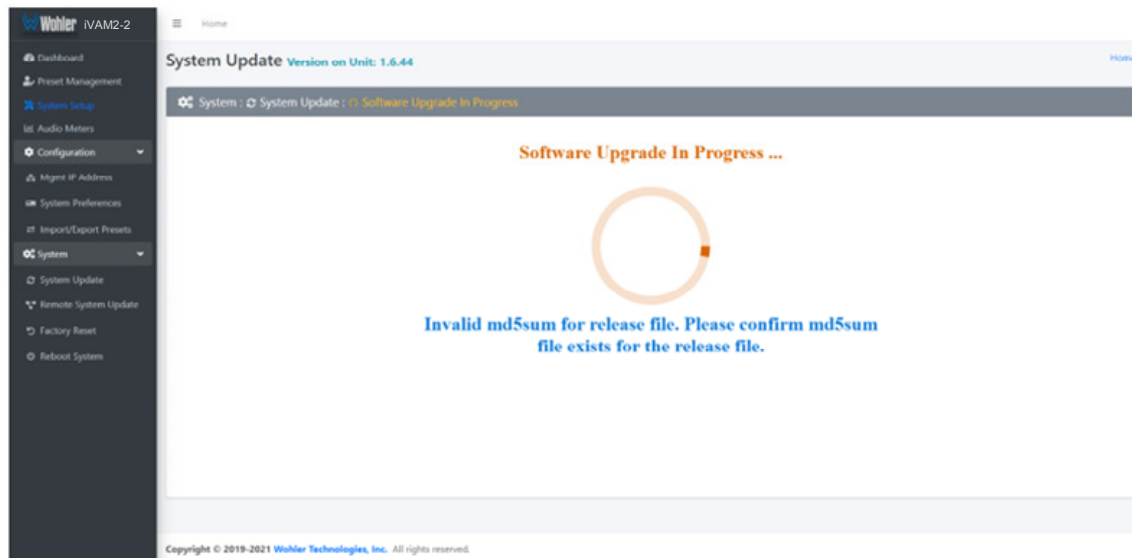 Wohler iVAM2-2
Home
Dashboard
Preset Management
System Setup
Audio Meters
Configuration
Mgmt IP Address
System Preferences
Import/Export Presets
System
System Update
Remote System Update
Factory Reset
Reboot System
System Update Version on Unit: 1.6.44
Home
System : System Update : Software Upgrade In Progress
Software Upgrade In Progress ...
Invalid md5sum for release file. Please confirm md5sum
file exists for the release file.
Copyright © 2019-2021 Wohler Technologies, Inc. All rights reserved.